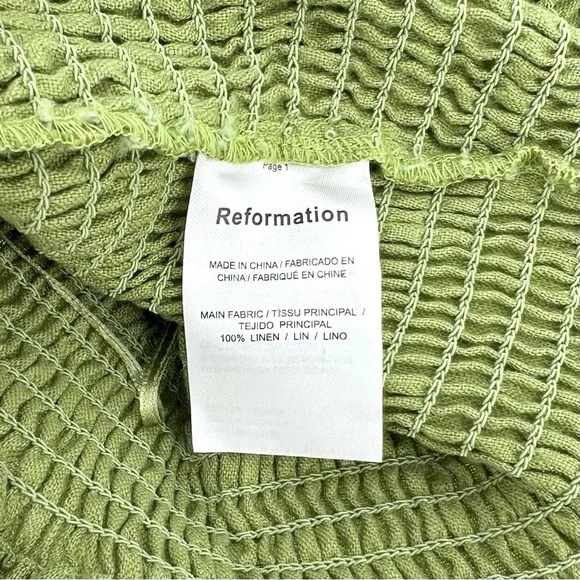 Page 1
Reformation
MADE IN CHINA / FABRICADO EN
CHINA / FABRIQUÉ EN CHINE
MAIN FABRIC / TISSU PRINCIPAL /
TEJIDO PRINCIPAL
100% LINEN / LIN / LINO